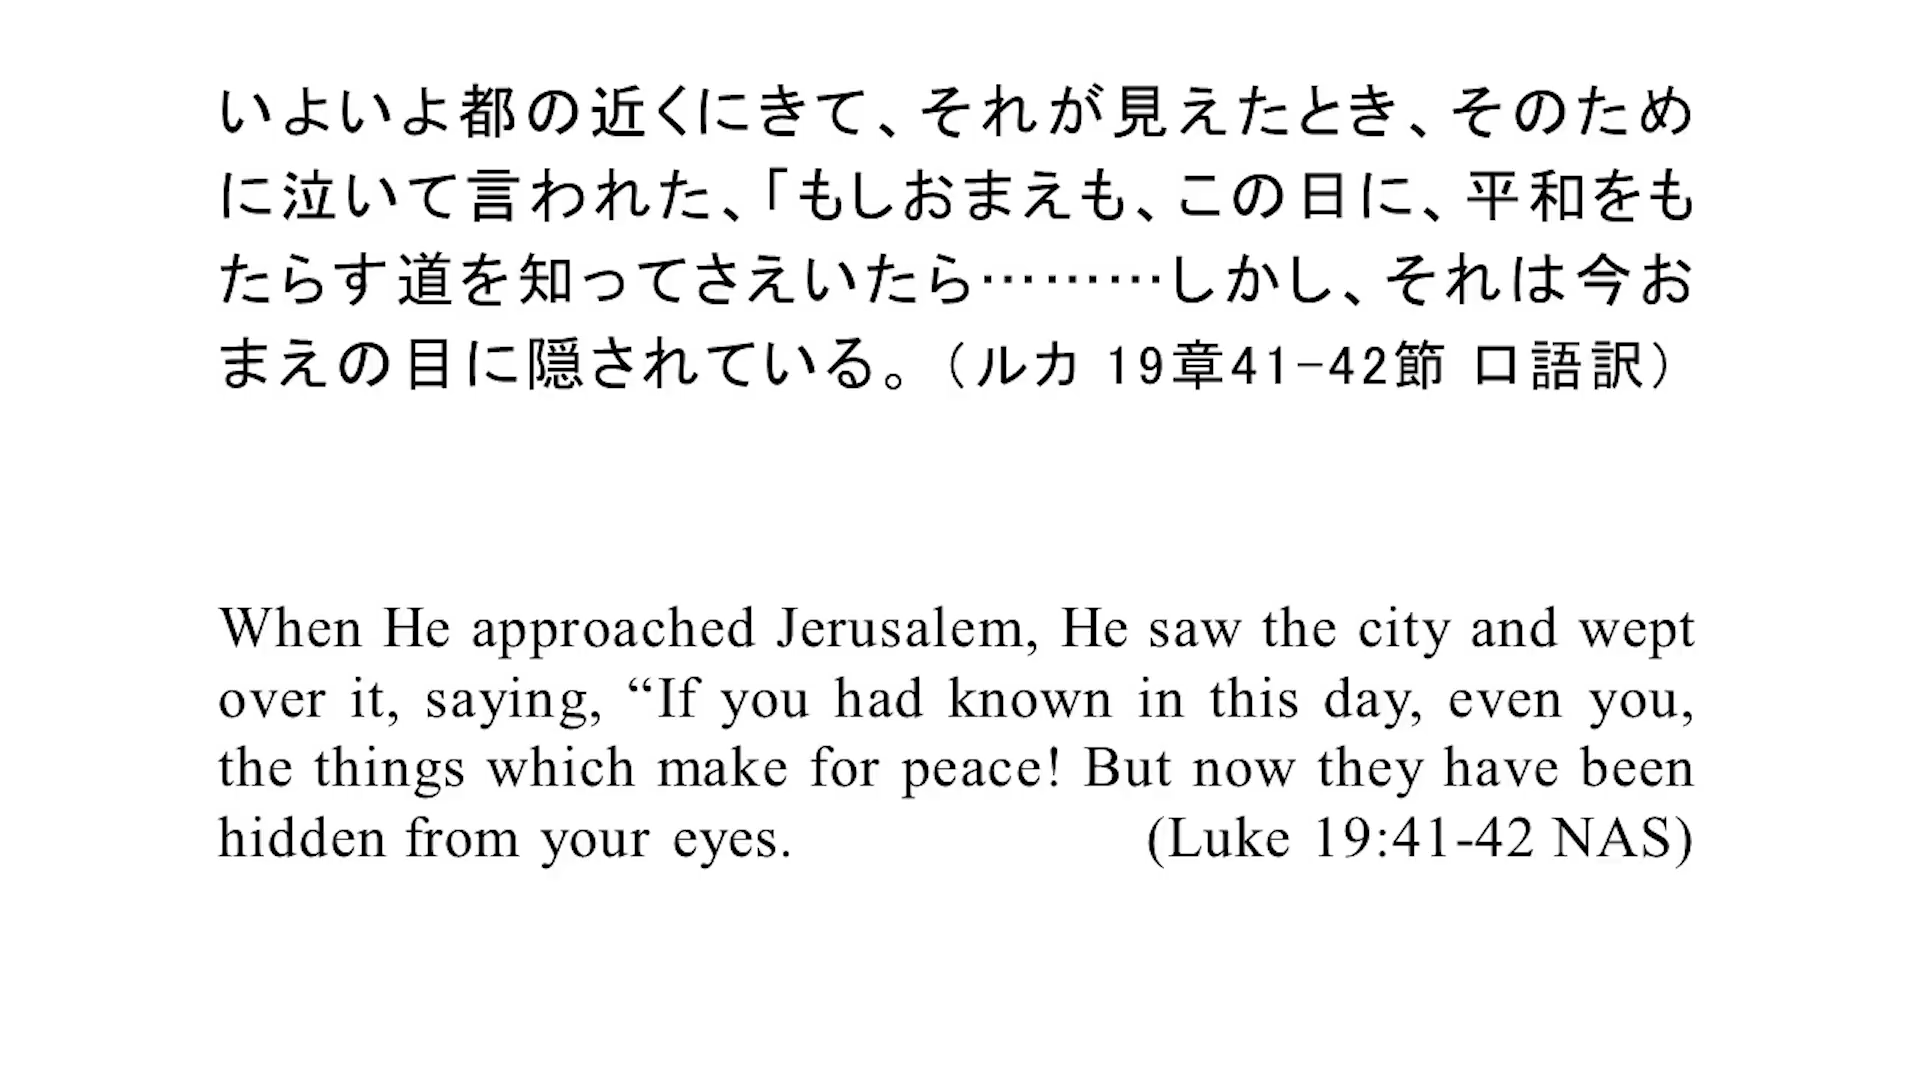 いよいよ都の近くにきて、それが見えたとき、そのため
に泣いて言われた、「もしおまえも、この日に、平和をも
たらす道を知ってさえいたら………しかし、それは今お
まえの目に隠されている。（ルカ 19章41-42節 口語訳）
When He approached Jerusalem, He saw the city and wept
over it, saying, “If you had known in this day, even you,
the things which make for peace! But now they have been
hidden from your eyes. (Luke 19:41-42 NAS)